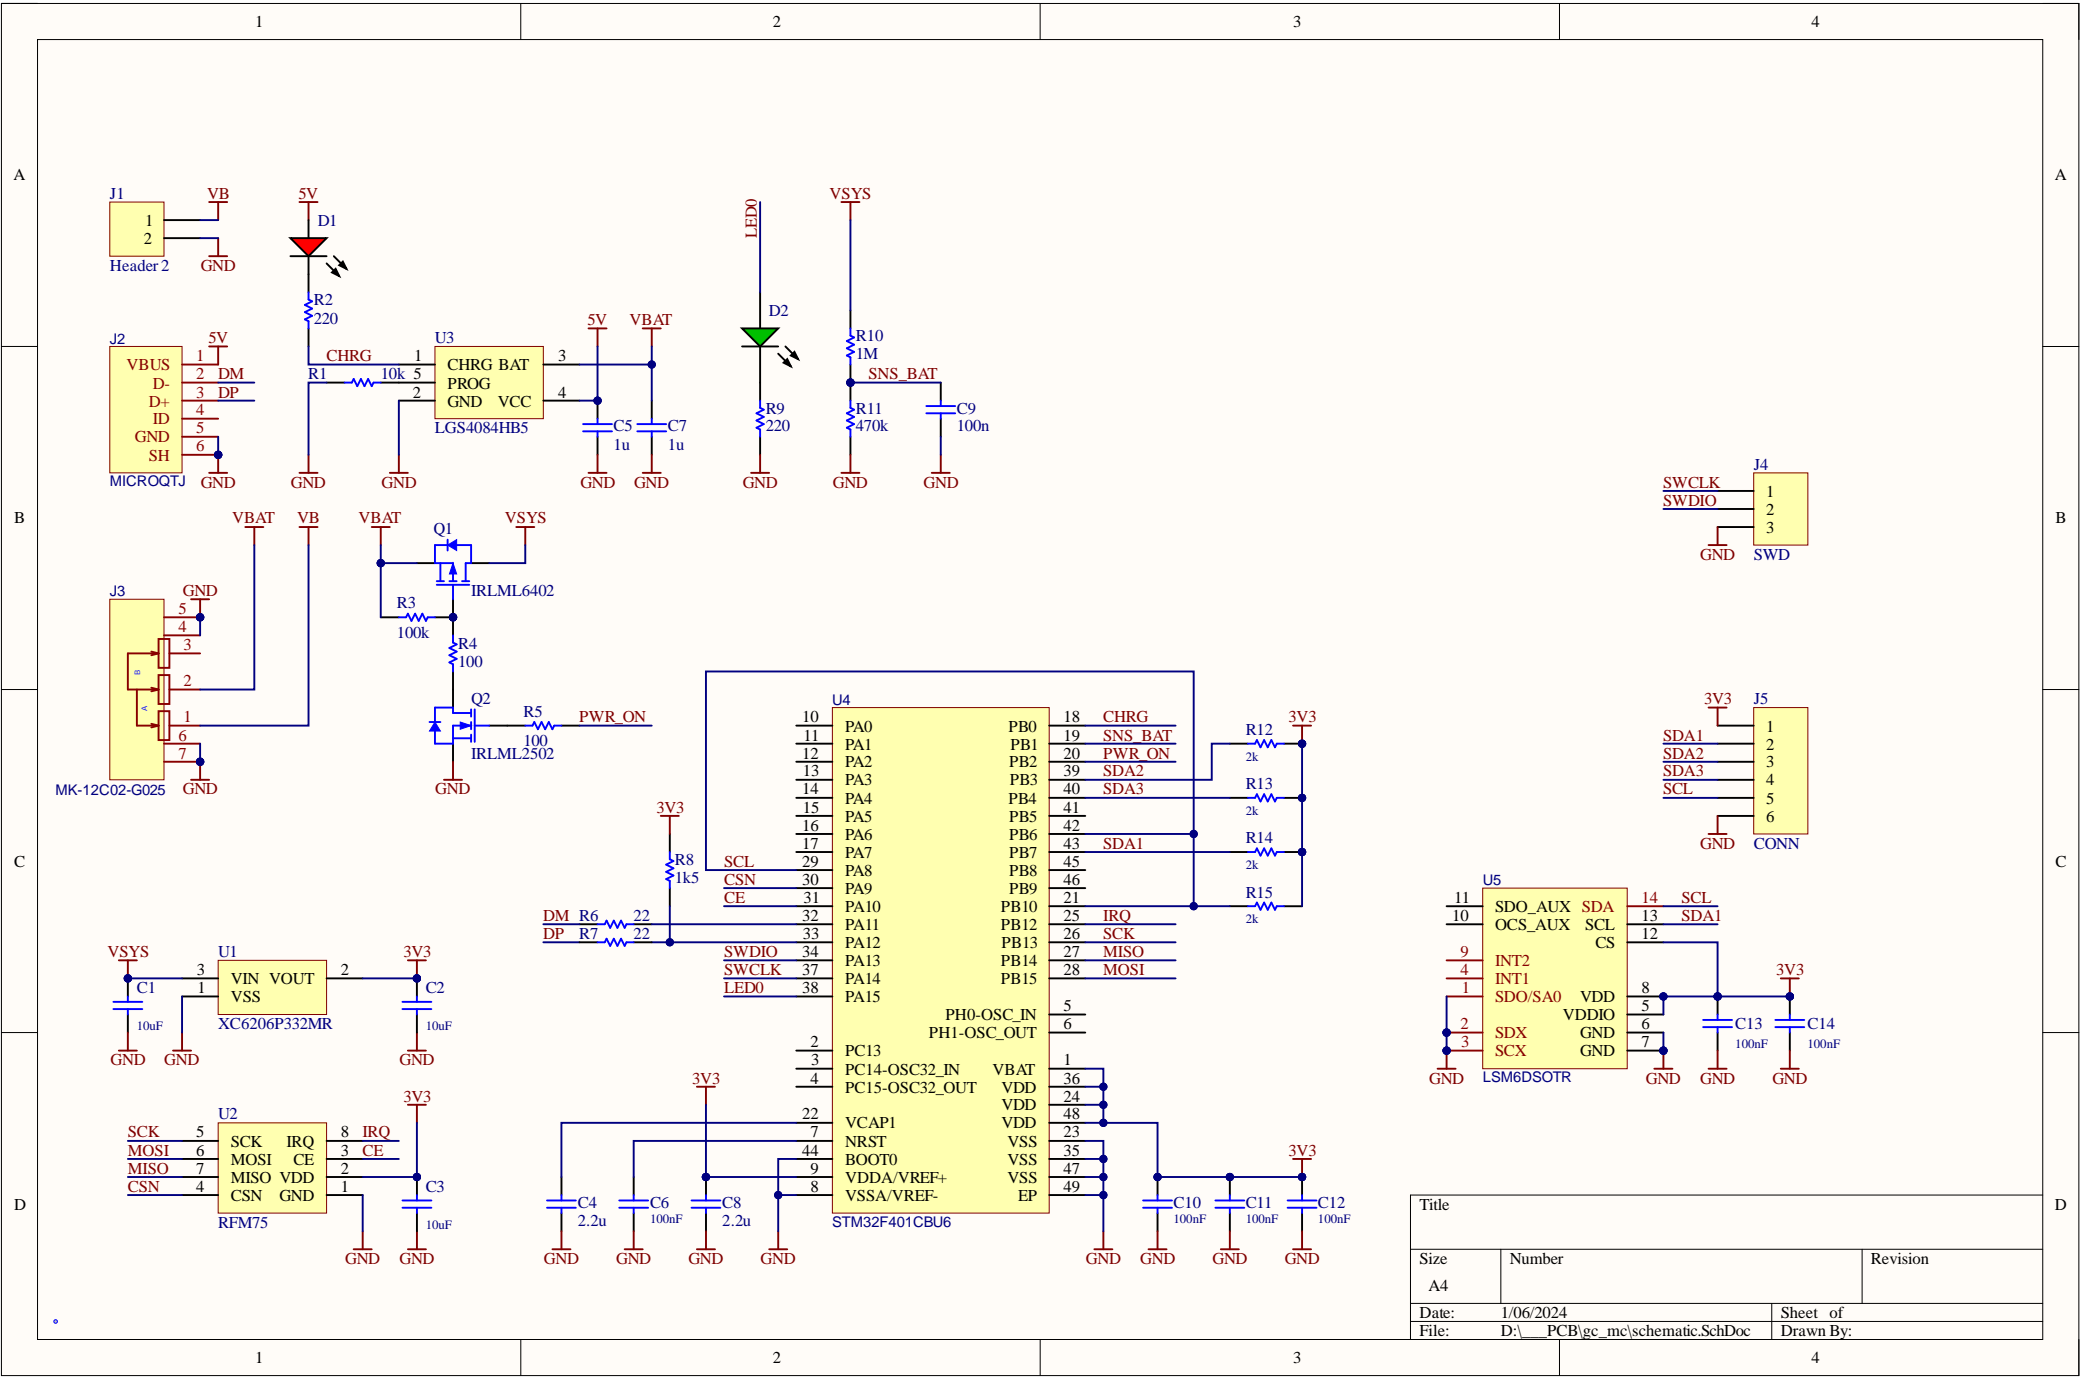 1 2 3 4
A
B
C
D
A
B
C
D
1 2 3 4
J1
1
2
Header 2
VB
GND
5V
D1
R2
220
J2
VBUS 1 5V
D- 2 DM
D+ 3 DP
ID 4
GND 5
SH 6
MICROQTJ
GND
CHRG
R1 10k
GND
U3
1 CHRG BAT 3
5 PROG
2 GND VCC 4
LGS4084HB5
GND
5V
VBAT
C5
1u
C7
1u
GND
GND
LED0
D2
R9
220
GND
VSYS
R10
1M
SNS_BAT
R11
470k
C9
100n
GND
GND
J4
SWCLK 1
SWDIO 2
3
GND
SWD
VBAT
VB
J3
GND
5
4
3
2
1
6
7
B
A
MK-12C02-G025
GND
VBAT
Q1
VSYS
IRLML6402
R3
100k
R4
100
Q2
R5
100
PWR_ON
IRLML2502
GND
3V3
R8
1k5
SCL
CSN
CE
DM R6 22
DP R7 22
SWDIO
SWCLK
LED0
U4
10 PA0 PB0 18 CHRG
11 PA1 PB1 19 SNS_BAT
12 PA2 PB2 20 PWR_ON
13 PA3 PB3 39 SDA2
14 PA4 PB4 40 SDA3
15 PA5 PB5 41
16 PA6 PB6 42
17 PA7 PB7 43 SDA1
29 PA8 PB8 45
30 PA9 PB9 46
31 PA10 PB10 21
32 PA11 PB12 25 IRQ
33 PA12 PB13 26 SCK
34 PA13 PB14 27 MISO
37 PA14 PB15 28 MOSI
38 PA15
PH0-OSC_IN 5
PH1-OSC_OUT 6
2 PC13
3 PC14-OSC32_IN VBAT 1
4 PC15-OSC32_OUT VDD 36
VDD 24
22 VCAP1 VDD 48
7 NRST VSS 23
44 BOOT0 VSS 35
9 VDDA/VREF+ VSS 47
8 VSSA/VREF- EP 49
STM32F401CBU6
3V3
R12
2k
R13
2k
R14
2k
R15
2k
J5
3V3
1
SDA1 2
SDA2 3
SDA3 4
SCL 5
6
GND
CONN
U5
11 SDO_AUX SDA 14 SCL
10 OCS_AUX SCL 13 SDA1
CS 12
9 INT2
4 INT1
1 SDO/SA0 VDD 8
VDDIO 5
2 SDX GND 6
3 SCX GND 7
LSM6DSOTR
GND
GND
3V3
C13
100nF
C14
100nF
GND
GND
VSYS
C1
10uF
GND
GND
U1
3 VIN VOUT 2
1 VSS
XC6206P332MR
3V3
C2
10uF
GND
U2
SCK 5 SCK IRQ 8 IRQ
MOSI 6 MOSI CE 3 CE
MISO 7 MISO VDD 2
CSN 4 CSN GND 1
RFM75
3V3
C3
10uF
GND
GND
3V3
C4
2.2u
C6
100nF
C8
2.2u
GND
GND
GND
GND
GND
3V3
C10
100nF
C11
100nF
C12
100nF
GND
GND
GND
Title
Size
A4
Number
Revision
Date: 1/06/2024 Sheet of
File: D:\___PCB\gc_mc\schematic.SchDoc Drawn By: